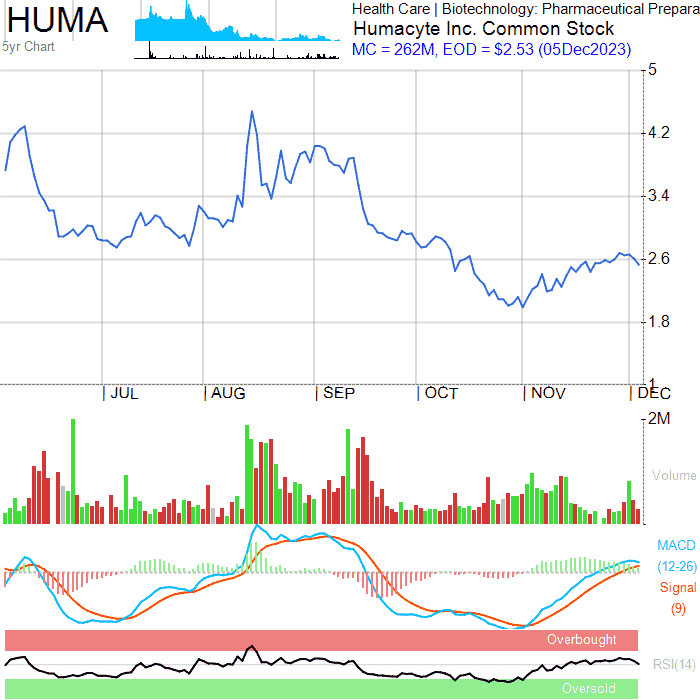 HUMA
5yr Chart
Health Care | Biotechnology: Pharmaceutical Prepara
Humacyte Inc. Common Stock
MC = 262M, EOD = $2.53 (05Dec2023)
5
4.2
3.4
2.6
1.8
1
| JUL | AUG | SEP | OCT | NOV | DEC
2M
Volume
MACD
(12-26)
Signal
(9)
Overbought
RSI(14)
Oversold